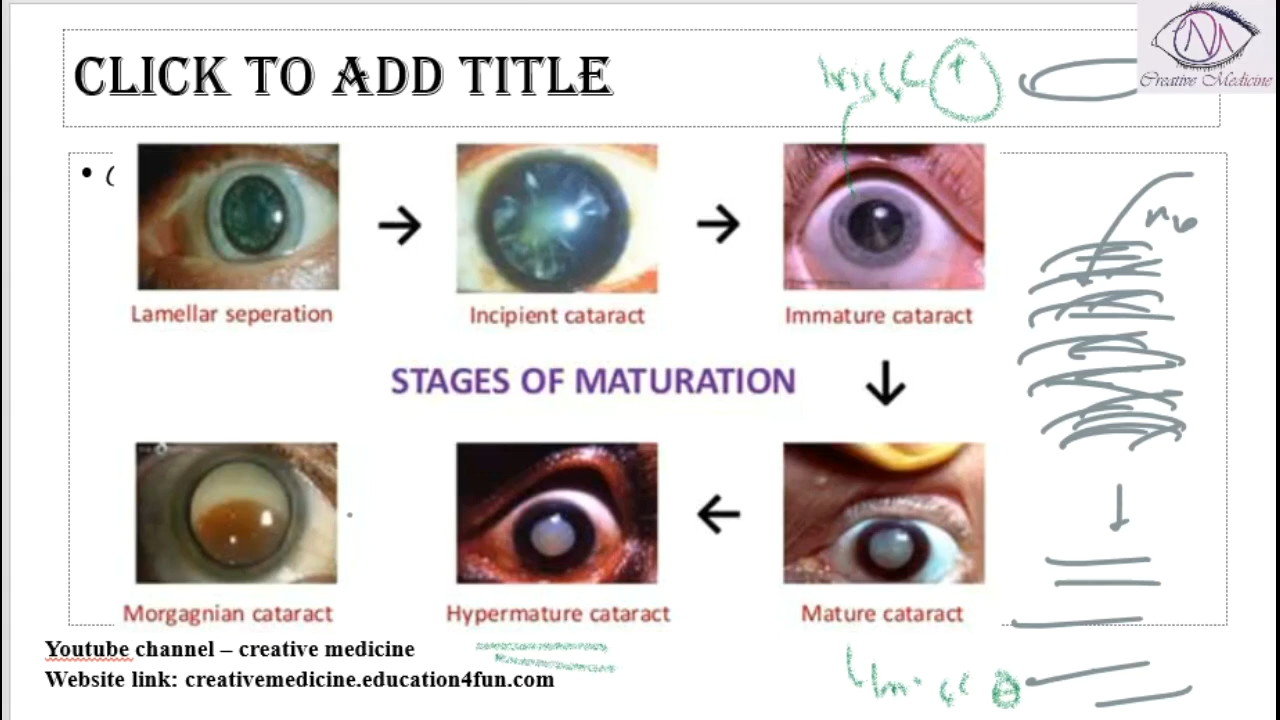 CLICK TO ADD TITLE
Creative Medicine
Lamellar seperation
Incipient cataract
Immature cataract
STAGES OF MATURATION
Morgagnian cataract
Hypermature cataract
Mature cataract
Youtube channel – creative medicine
Website link: creativemedicine.education4fun.com